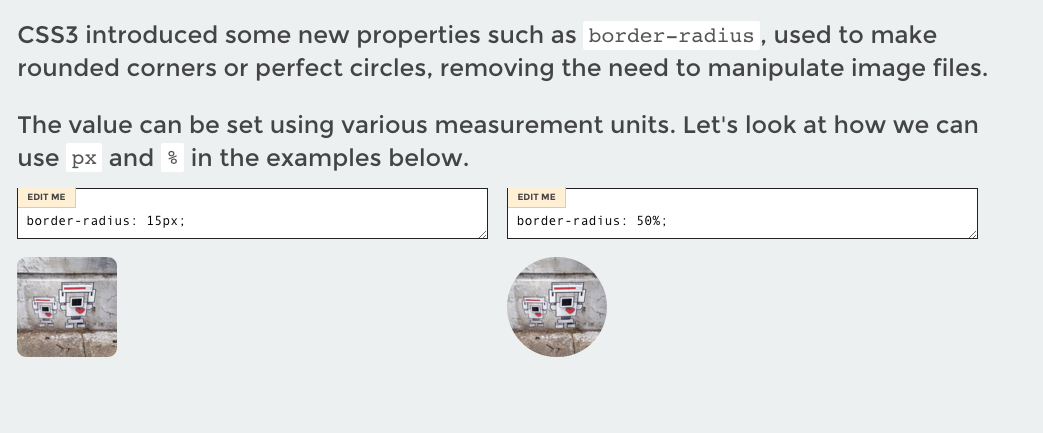 CSS3 introduced some new properties such as border-radius, used to make
rounded corners or perfect circles, removing the need to manipulate image files.
The value can be set using various measurement units. Let's look at how we can
use px and % in the examples below.
EDIT ME
border-radius: 15px;
EDIT ME
border-radius: 50%;